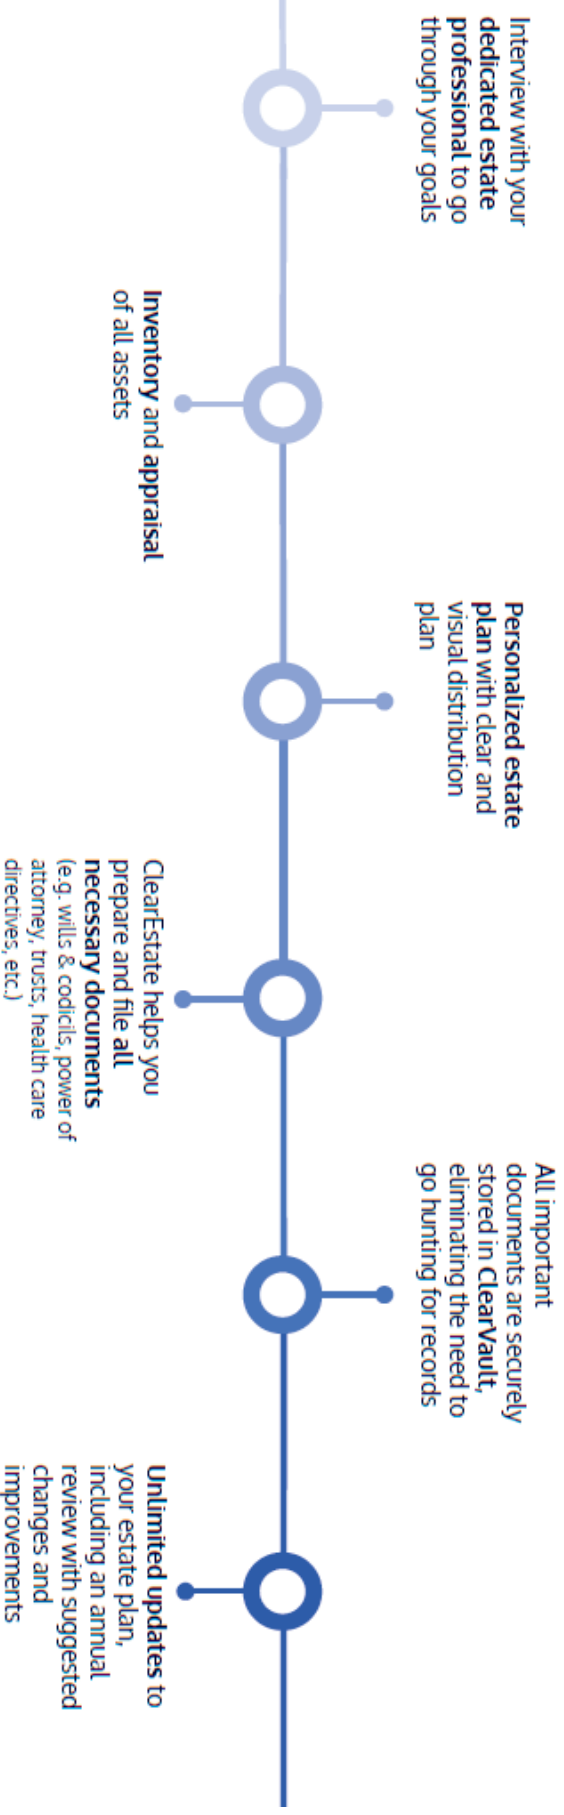 Interview with your
dedicated estate
professional to go
through your goals
Inventory and appraisal
of all assets
Personalized estate
plan with clear and
visual distribution
plan
ClearEstate helps you
prepare and file all
necessary documents
(e.g. wills & codicils, power of
attorney, trusts, health care
directives, etc.)
All important
documents are securely
stored in ClearVault,
eliminating the need to
go hunting for records
Unlimited updates to
your estate plan,
including an annual
review with suggested
changes and
improvements